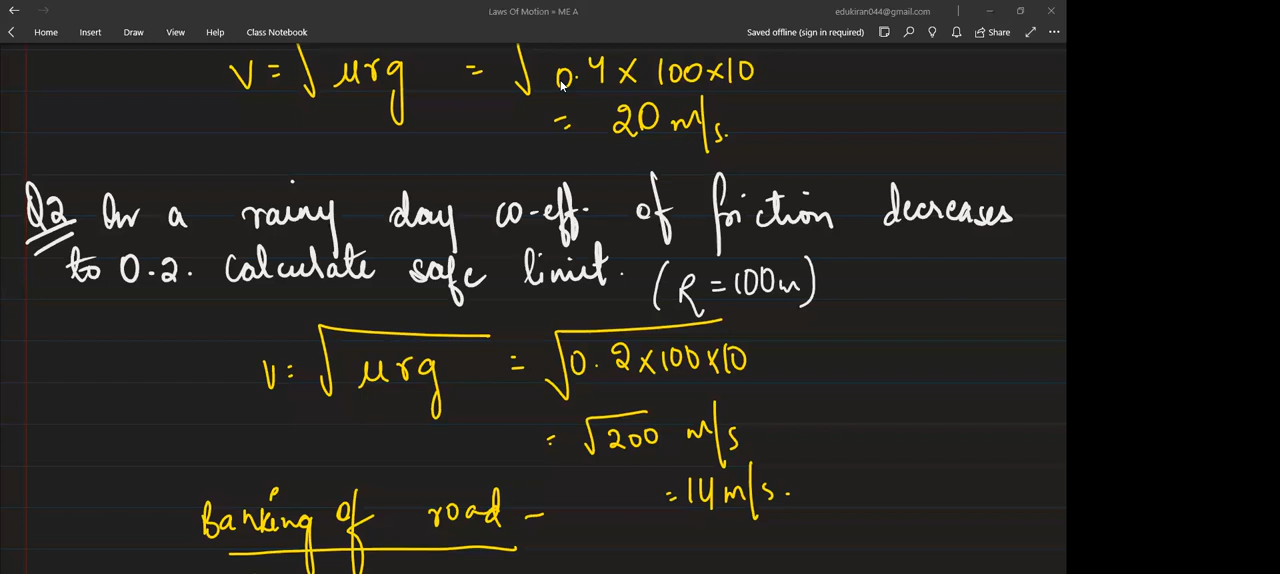 Laws Of Motion » ME A
edukiran044@gmail.com
Home Insert Draw View Help Class Notebook
Saved offline (sign in required)
Share
v = √μrg = √0.4 × 100×10
= 20 m/s.
Q2 On a rainy day co-eff. of friction decreases
to 0.2. Calculate safe limit. (R = 100m)
v = √μrg = √0.2×100×10
= √200 m/s
= 14 m/s.
Banking of road –